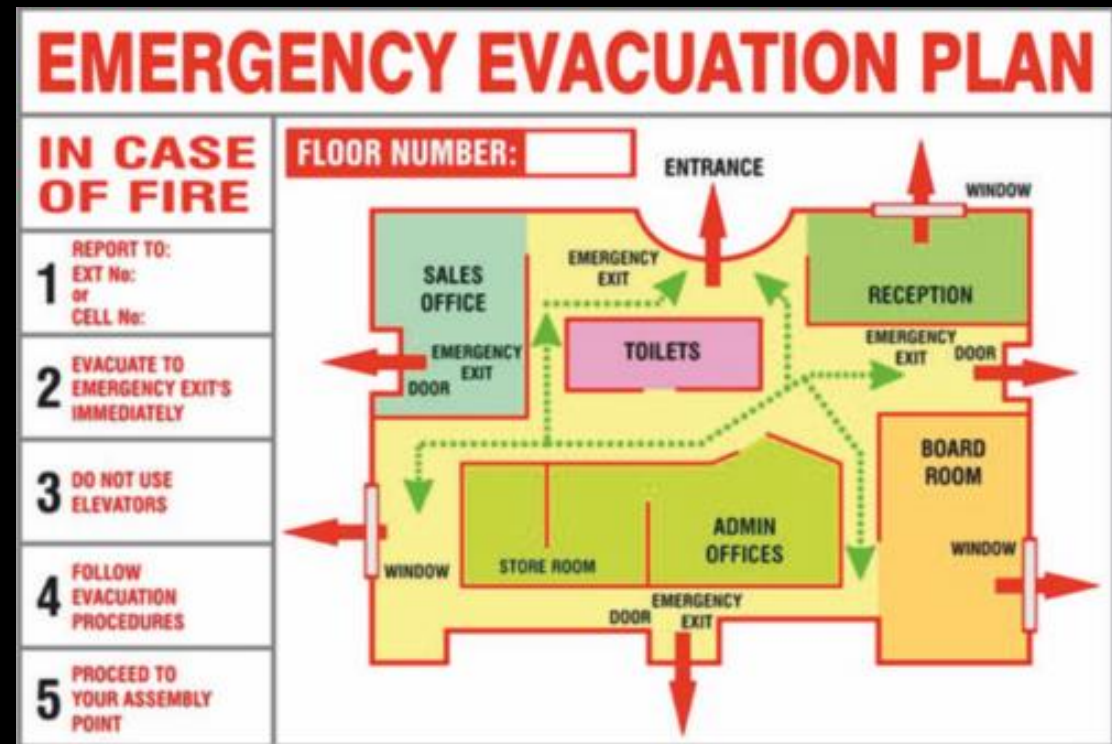 EMERGENCY EVACUATION PLAN
IN CASE
OF FIRE
1
REPORT TO:
EXT No:
or
CELL No:
2
EVACUATE TO
EMERGENCY EXIT'S
IMMEDIATELY
3
DO NOT USE
ELEVATORS
4
FOLLOW
EVACUATION
PROCEDURES
5
PROCEED TO
YOUR ASSEMBLY
POINT
FLOOR NUMBER:
ENTRANCE
WINDOW
SALES
OFFICE
EMERGENCY
EXIT
RECEPTION
TOILETS
EMERGENCY
EXIT
DOOR
EMERGENCY
EXIT
DOOR
BOARD
ROOM
ADMIN
OFFICES
STORE ROOM
WINDOW
WINDOW
DOOR
EMERGENCY
EXIT